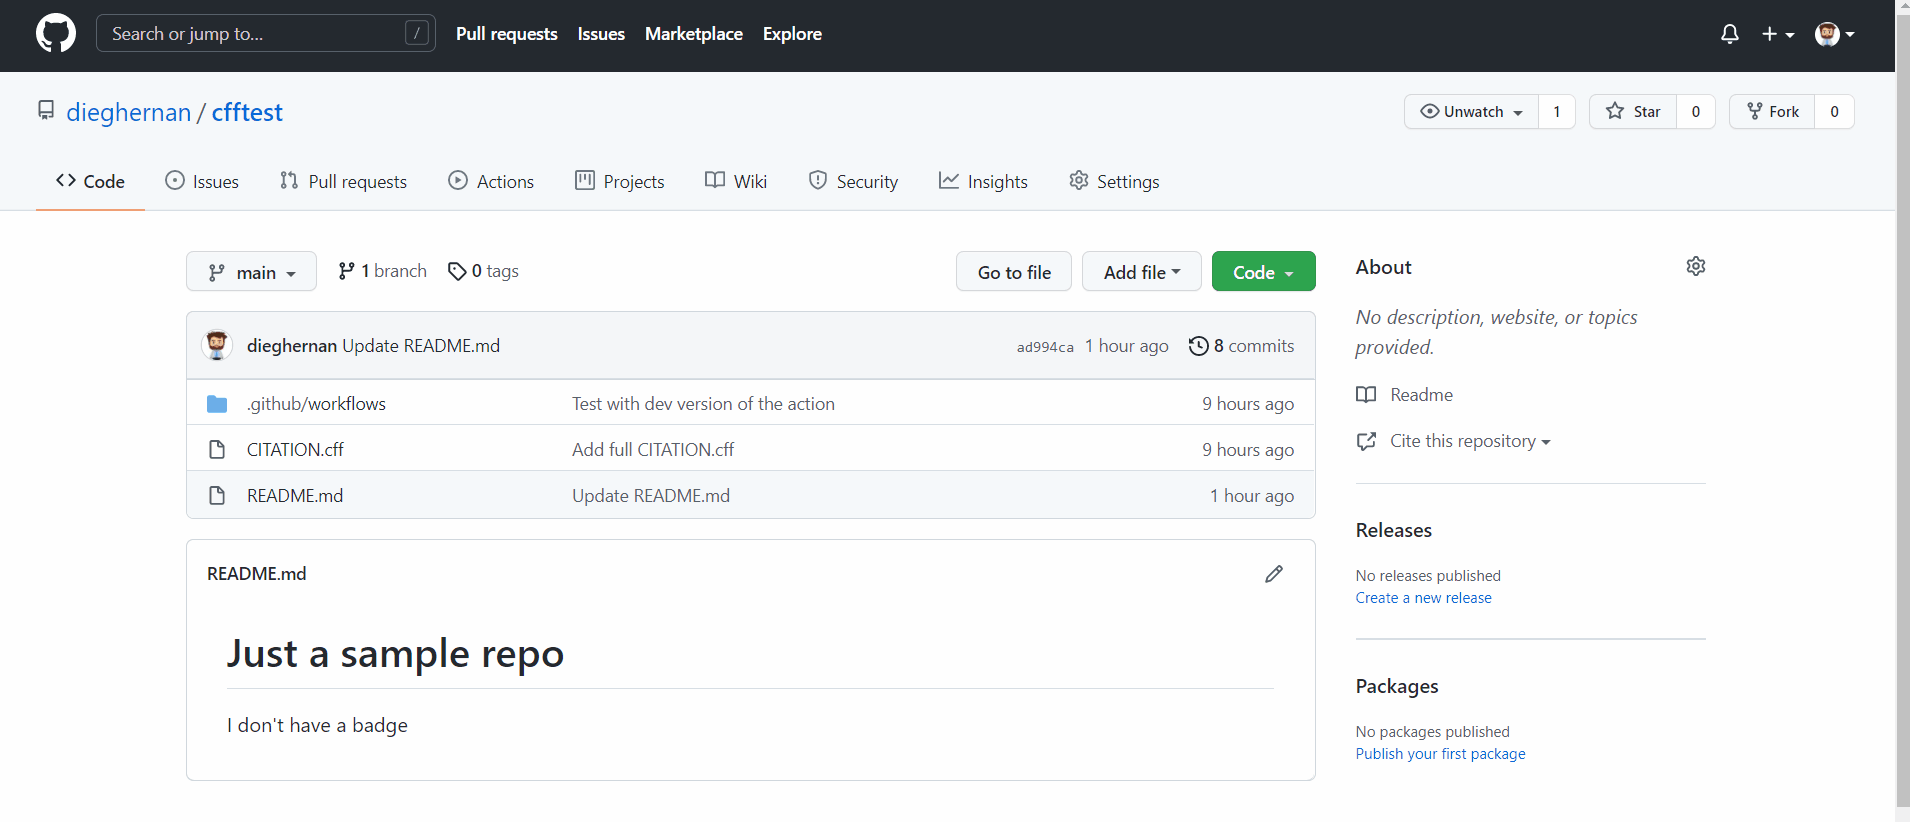 Search or jump to... /
Pull requests Issues Marketplace Explore
dieghernan / cfftest
Unwatch 1 Star 0 Fork 0
Code Issues Pull requests Actions Projects Wiki Security Insights Settings
main 1 branch 0 tags
Go to file Add file Code
dieghernan Update README.md ad994ca 1 hour ago 8 commits
.github/workflows Test with dev version of the action 9 hours ago
CITATION.cff Add full CITATION.cff 9 hours ago
README.md Update README.md 1 hour ago
README.md
Just a sample repo
I don't have a badge
About
No description, website, or topics
provided.
Readme
Cite this repository
Releases
No releases published
Create a new release
Packages
No packages published
Publish your first package